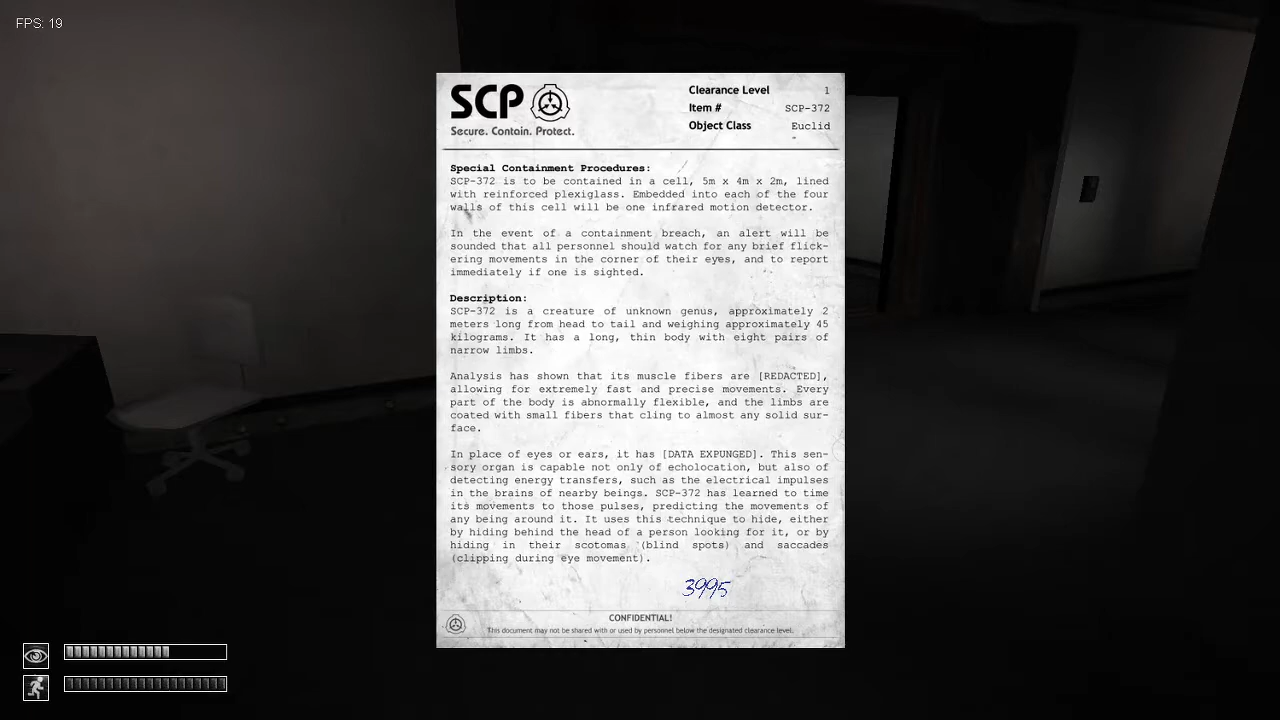 FPS: 19
SCP
Secure. Contain. Protect.
Clearance Level 1
Item # SCP-372
Object Class Euclid
Special Containment Procedures:
SCP-372 is to be contained in a cell, 5m x 4m x 2m, lined
with reinforced plexiglass. Embedded into each of the four
walls of this cell will be one infrared motion detector.
In the event of a containment breach, an alert will be
sounded that all personnel should watch for any brief flick-
ering movements in the corner of their eyes, and to report
immediately if one is sighted.
Description:
SCP-372 is a creature of unknown genus, approximately 2
meters long from head to tail and weighing approximately 45
kilograms. It has a long, thin body with eight pairs of
narrow limbs.
Analysis has shown that its muscle fibers are [REDACTED],
allowing for extremely fast and precise movements. Every
part of the body is abnormally flexible, and the limbs are
coated with small fibers that cling to almost any solid sur-
face.
In place of eyes or ears, it has [DATA EXPUNGED]. This sen-
sory organ is capable not only of echolocation, but also of
detecting energy transfers, such as the electrical impulses
in the brains of nearby beings. SCP-372 has learned to time
its movements to those pulses, predicting the movements of
any being around it. It uses this technique to hide, either
by hiding behind the head of a person looking for it, or by
hiding in their scotomas (blind spots) and saccades
(clipping during eye movement).
3995
CONFIDENTIAL!
This document may not be shared with or used by personnel below the designated clearance level.